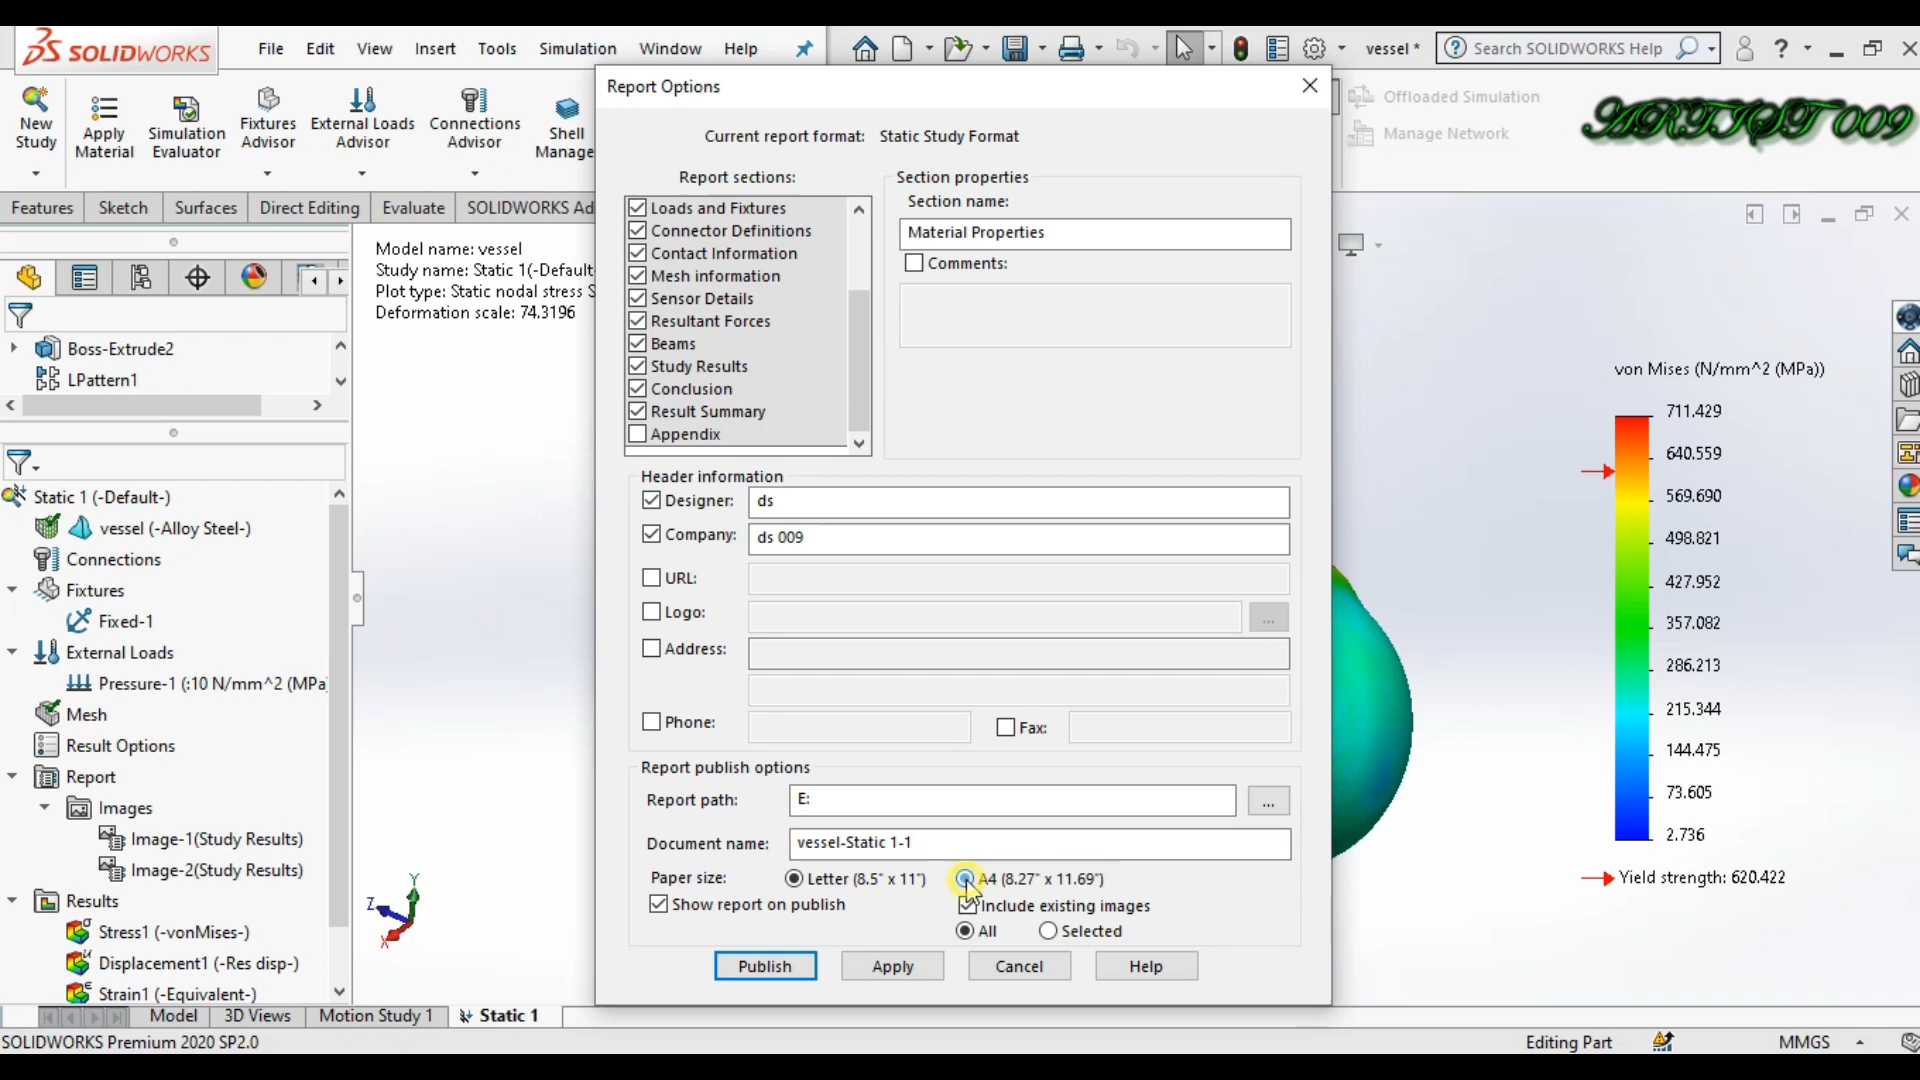 SOLIDWORKS
File Edit View Insert Tools Simulation Window Help
vessel *
Search SOLIDWORKS Help
New Study
Apply Material
Simulation Evaluator
Fixtures Advisor
External Loads Advisor
Connections Advisor
Shell Manage
Offloaded Simulation
Manage Network
ARTIST 009
Features Sketch Surfaces Direct Editing Evaluate SOLIDWORKS Ad
Model name: vessel
Study name: Static 1(-Default-
Plot type: Static nodal stress S
Deformation scale: 74.3196
Boss-Extrude2
LPattern1
Static 1 (-Default-)
vessel (-Alloy Steel-)
Connections
Fixtures
Fixed-1
External Loads
Pressure-1 (:10 N/mm^2 (MPa
Mesh
Result Options
Report
Images
Image-1(Study Results)
Image-2(Study Results)
Results
Stress1 (-vonMises-)
Displacement1 (-Res disp-)
Strain1 (-Equivalent-)
Report Options
Current report format: Static Study Format
Report sections:
Loads and Fixtures
Connector Definitions
Contact Information
Mesh information
Sensor Details
Resultant Forces
Beams
Study Results
Conclusion
Result Summary
Appendix
Section properties
Section name:
Material Properties
Comments:
Header information
Designer: ds
Company: ds 009
URL:
Logo: ...
Address:
Phone: Fax:
Report publish options
Report path: E: ...
Document name: vessel-Static 1-1
Paper size: Letter (8.5" x 11") A4 (8.27" x 11.69")
Show report on publish Include existing images
All Selected
Publish Apply Cancel Help
von Mises (N/mm^2 (MPa))
711.429
640.559
569.690
498.821
427.952
357.082
286.213
215.344
144.475
73.605
2.736
Yield strength: 620.422
Z Y X
Model 3D Views Motion Study 1 Static 1
SOLIDWORKS Premium 2020 SP2.0 Editing Part MMGS